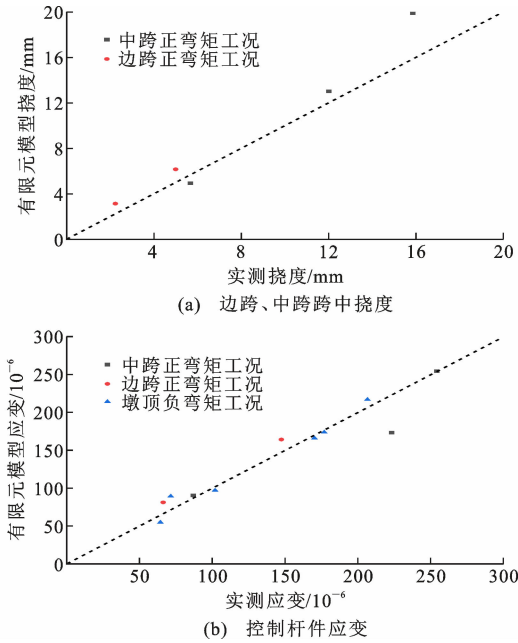 20
中跨正弯矩工况
边跨正弯矩工况
16
12
8
4
0
有限元模型挠度/mm
4 8 12 16 20
实测挠度/mm
(a) 边跨、中跨跨中挠度
300
中跨正弯矩工况
边跨正弯矩工况
墩顶负弯矩工况
250
200
150
100
50
0
有限元模型应变/10⁻⁶
50 100 150 200 250 300
实测应变/10⁻⁶
(b) 控制杆件应变